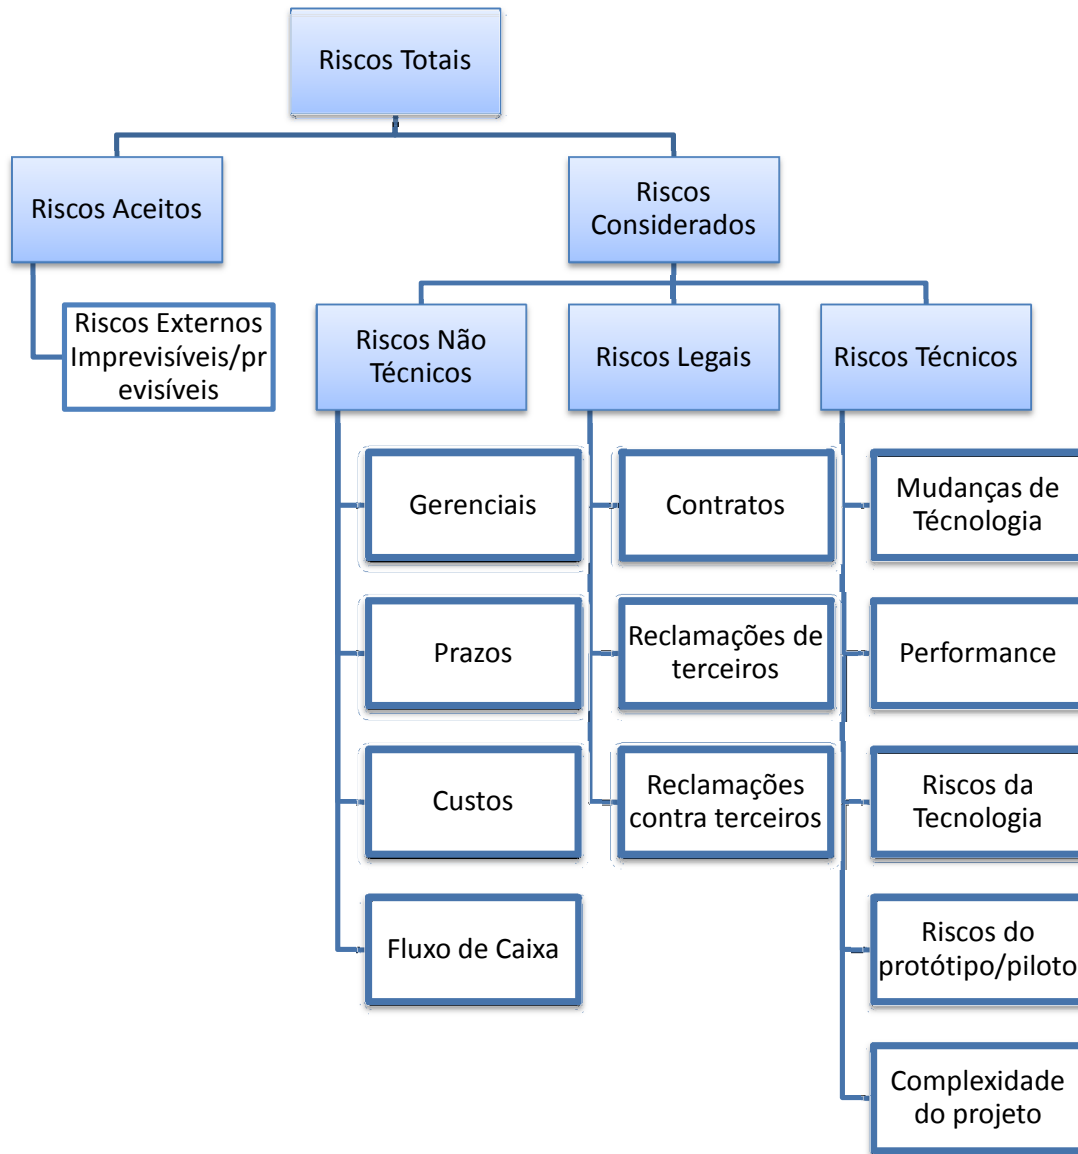 Riscos Totais
Riscos Aceitos
Riscos
Considerados
Riscos Externos
Imprevisíveis/pr
evisíveis
Riscos Não
Técnicos
Riscos Legais
Riscos Técnicos
Gerenciais
Contratos
Mudanças de
Técnologia
Prazos
Reclamações de
terceiros
Performance
Custos
Reclamações
contra terceiros
Riscos da
Tecnologia
Fluxo de Caixa
Riscos do
protótipo/piloto
Complexidade
do projeto